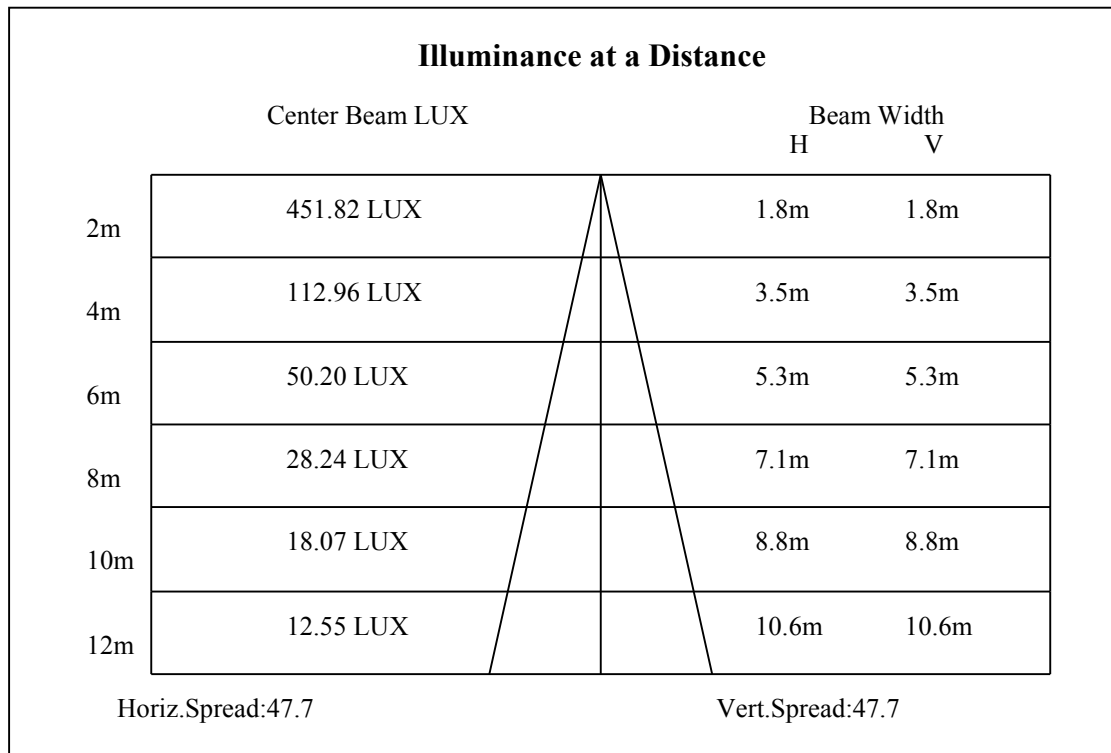 Illuminance at a Distance
Center Beam LUX Beam Width
H V
2m 451.82 LUX 1.8m 1.8m
4m 112.96 LUX 3.5m 3.5m
6m 50.20 LUX 5.3m 5.3m
8m 28.24 LUX 7.1m 7.1m
10m 18.07 LUX 8.8m 8.8m
12m 12.55 LUX 10.6m 10.6m
Horiz.Spread:47.7 Vert.Spread:47.7